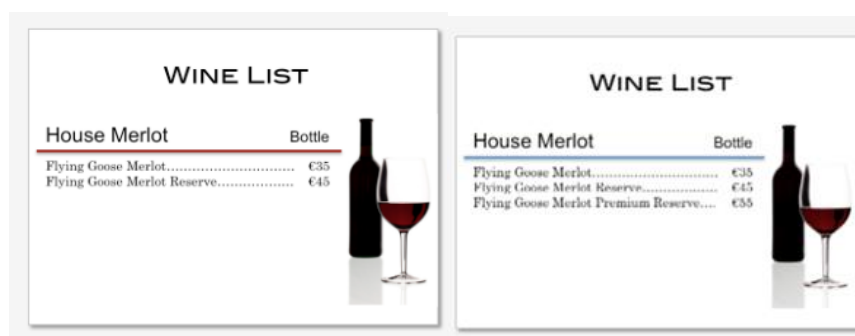 WINE LIST
House Merlot Bottle
Flying Goose Merlot............................... €35
Flying Goose Merlot Reserve.................. €45
WINE LIST
House Merlot Bottle
Flying Goose Merlot............................... €35
Flying Goose Merlot Reserve.................. €45
Flying Goose Merlot Premium Reserve.... €55